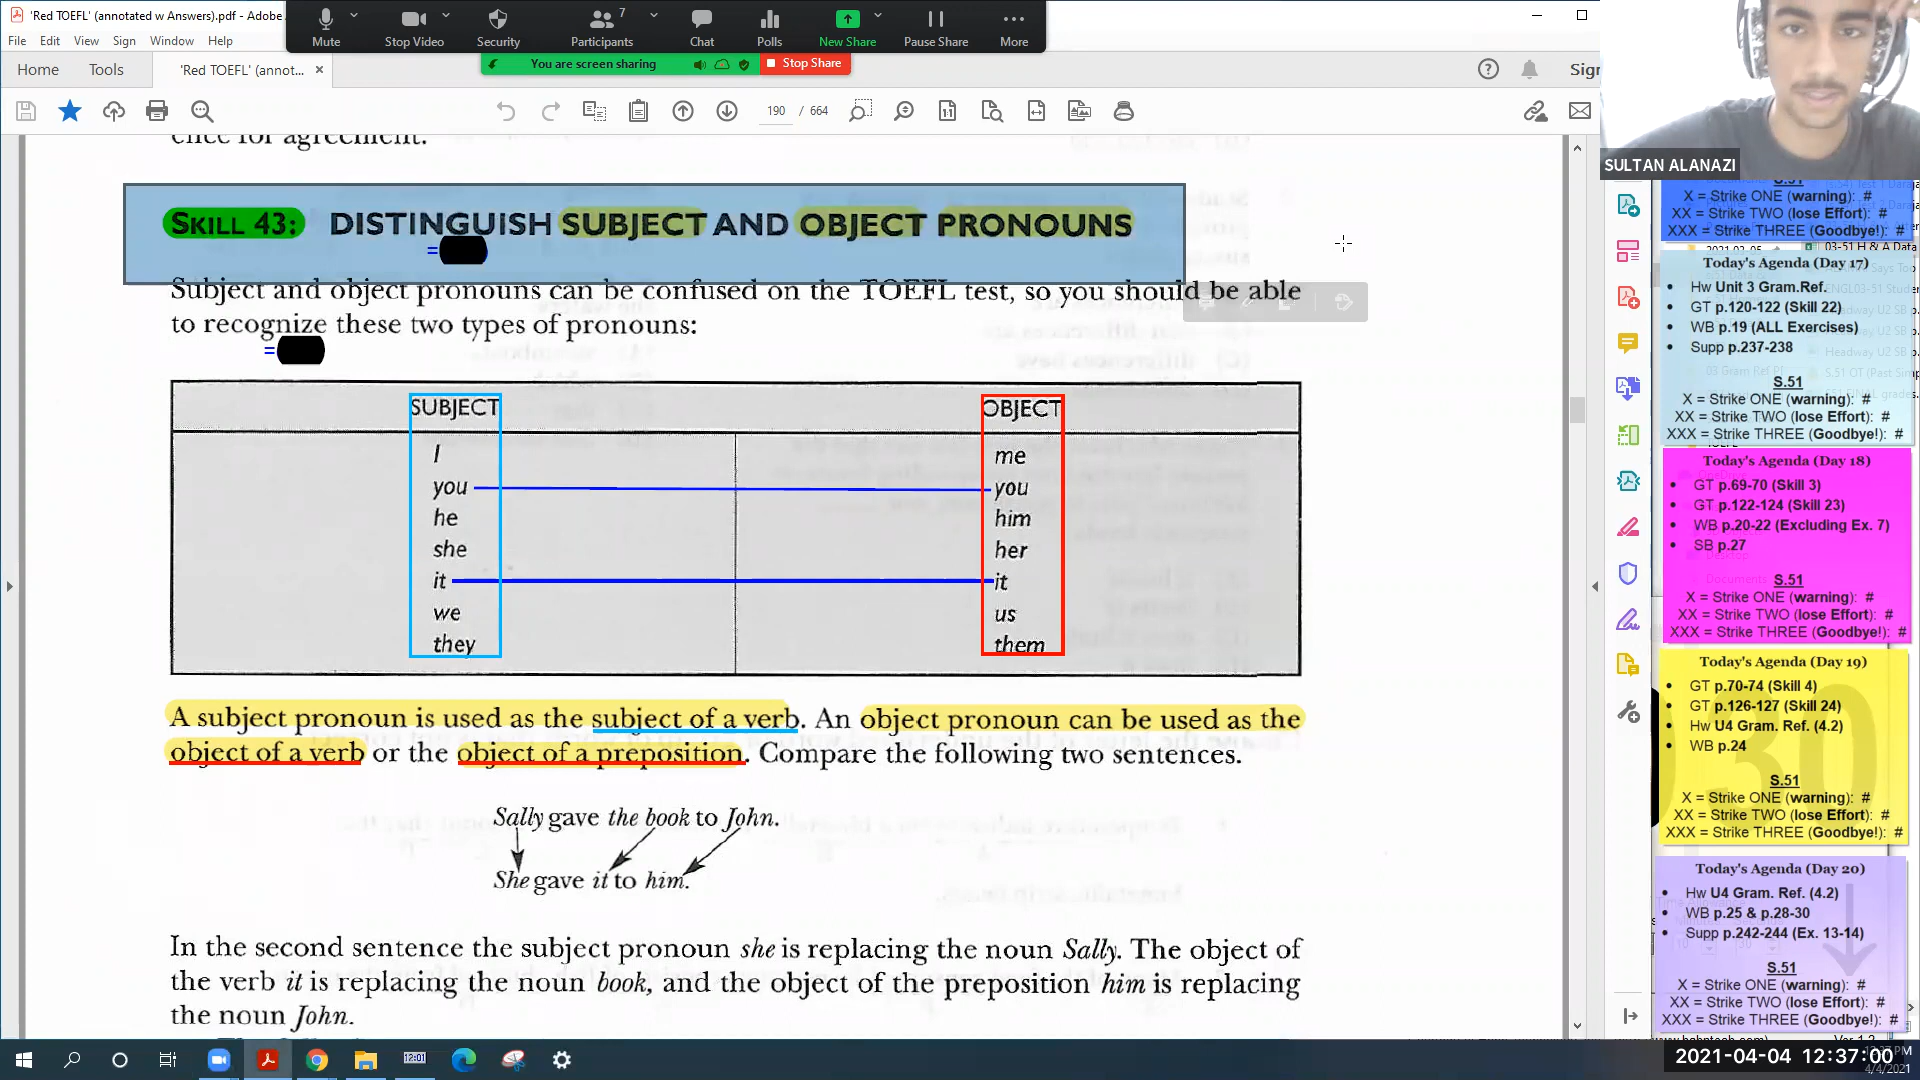 'Red TOEFL' (annotated w Answers).pdf - Adobe
File Edit View Sign Window Help
Mute
Stop Video
Security
7
Participants
Chat
Polls
New Share
Pause Share
More
You are screen sharing
Stop Share
Home Tools 'Red TOEFL' (annot... ×
Sign
190 / 664
SULTAN ALANAZI
ence for agreement.
SKILL 43: DISTINGUISH SUBJECT AND OBJECT PRONOUNS
=
Subject and object pronouns can be confused on the TOEFL test, so you should be able
to recognize these two types of pronouns:
=
SUBJECT OBJECT
I me
you you
he him
she her
it it
we us
they them
A subject pronoun is used as the subject of a verb. An object pronoun can be used as the
object of a verb or the object of a preposition. Compare the following two sentences.
Sally gave the book to John.
She gave it to him.
In the second sentence the subject pronoun she is replacing the noun Sally. The object of
the verb it is replacing the noun book, and the object of the preposition him is replacing
the noun John.
S.51
X = Strike ONE (warning): #
XX = Strike TWO (lose Effort): #
XXX = Strike THREE (Goodbye!): #
Today's Agenda (Day 17)
• Hw Unit 3 Gram.Ref.
• GT p.120-122 (Skill 22)
• WB p.19 (ALL Exercises)
• Supp p.237-238
S.51
X = Strike ONE (warning): #
XX = Strike TWO (lose Effort): #
XXX = Strike THREE (Goodbye!): #
Today's Agenda (Day 18)
• GT p.69-70 (Skill 3)
• GT p.122-124 (Skill 23)
• WB p.20-22 (Excluding Ex. 7)
• SB p.27
S.51
X = Strike ONE (warning): #
XX = Strike TWO (lose Effort): #
XXX = Strike THREE (Goodbye!): #
Today's Agenda (Day 19)
• GT p.70-74 (Skill 4)
• GT p.126-127 (Skill 24)
• Hw U4 Gram. Ref. (4.2)
• WB p.24
S.51
X = Strike ONE (warning): #
XX = Strike TWO (lose Effort): #
XXX = Strike THREE (Goodbye!): #
Today's Agenda (Day 20)
• Hw U4 Gram. Ref. (4.2)
• WB p.25 & p.28-30
• Supp p.242-244 (Ex. 13-14)
S.51
X = Strike ONE (warning): #
XX = Strike TWO (lose Effort): #
XXX = Strike THREE (Goodbye!): #
12:01
2021-04-04 12:37:00
4/4/2021